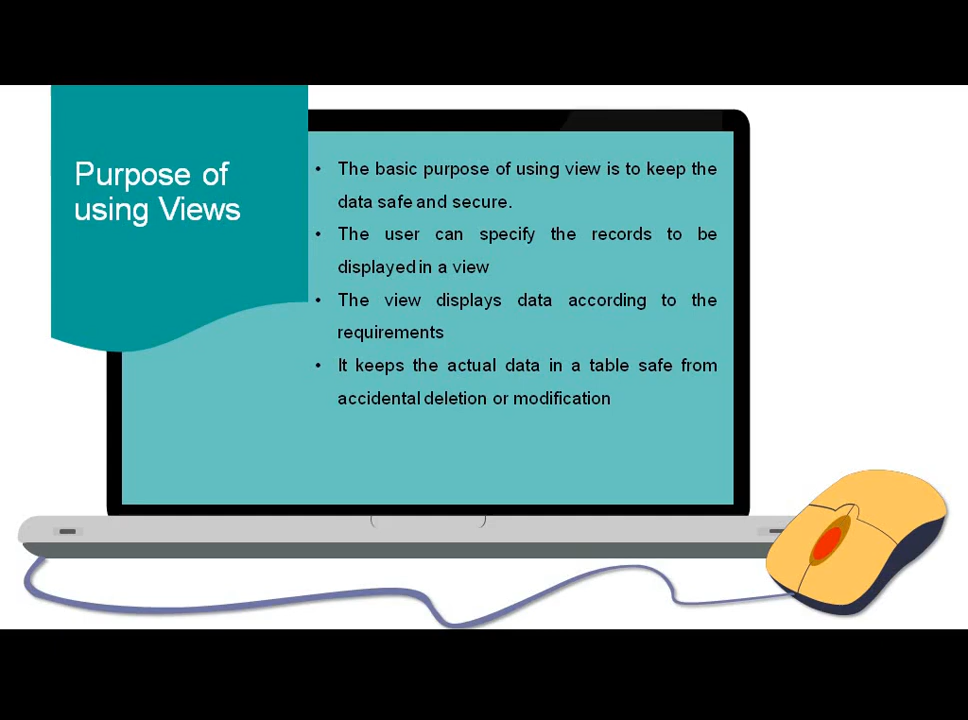 Purpose of
using Views
• The basic purpose of using view is to keep the
data safe and secure.
• The user can specify the records to be
displayed in a view
• The view displays data according to the
requirements
• It keeps the actual data in a table safe from
accidental deletion or modification